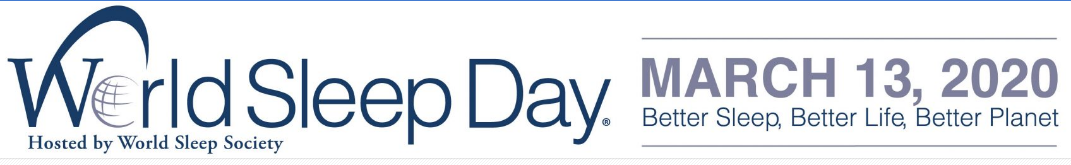 World Sleep Day®
Hosted by World Sleep Society
MARCH 13, 2020
Better Sleep, Better Life, Better Planet